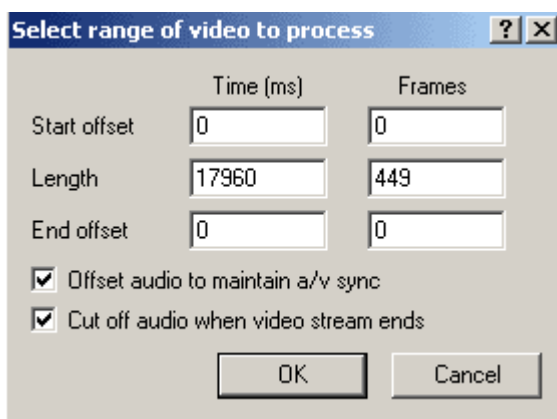 Select range of video to process
Time (ms) Frames
Start offset 0 0
Length 17960 449
End offset 0 0
Offset audio to maintain a/v sync
Cut off audio when video stream ends
OK Cancel